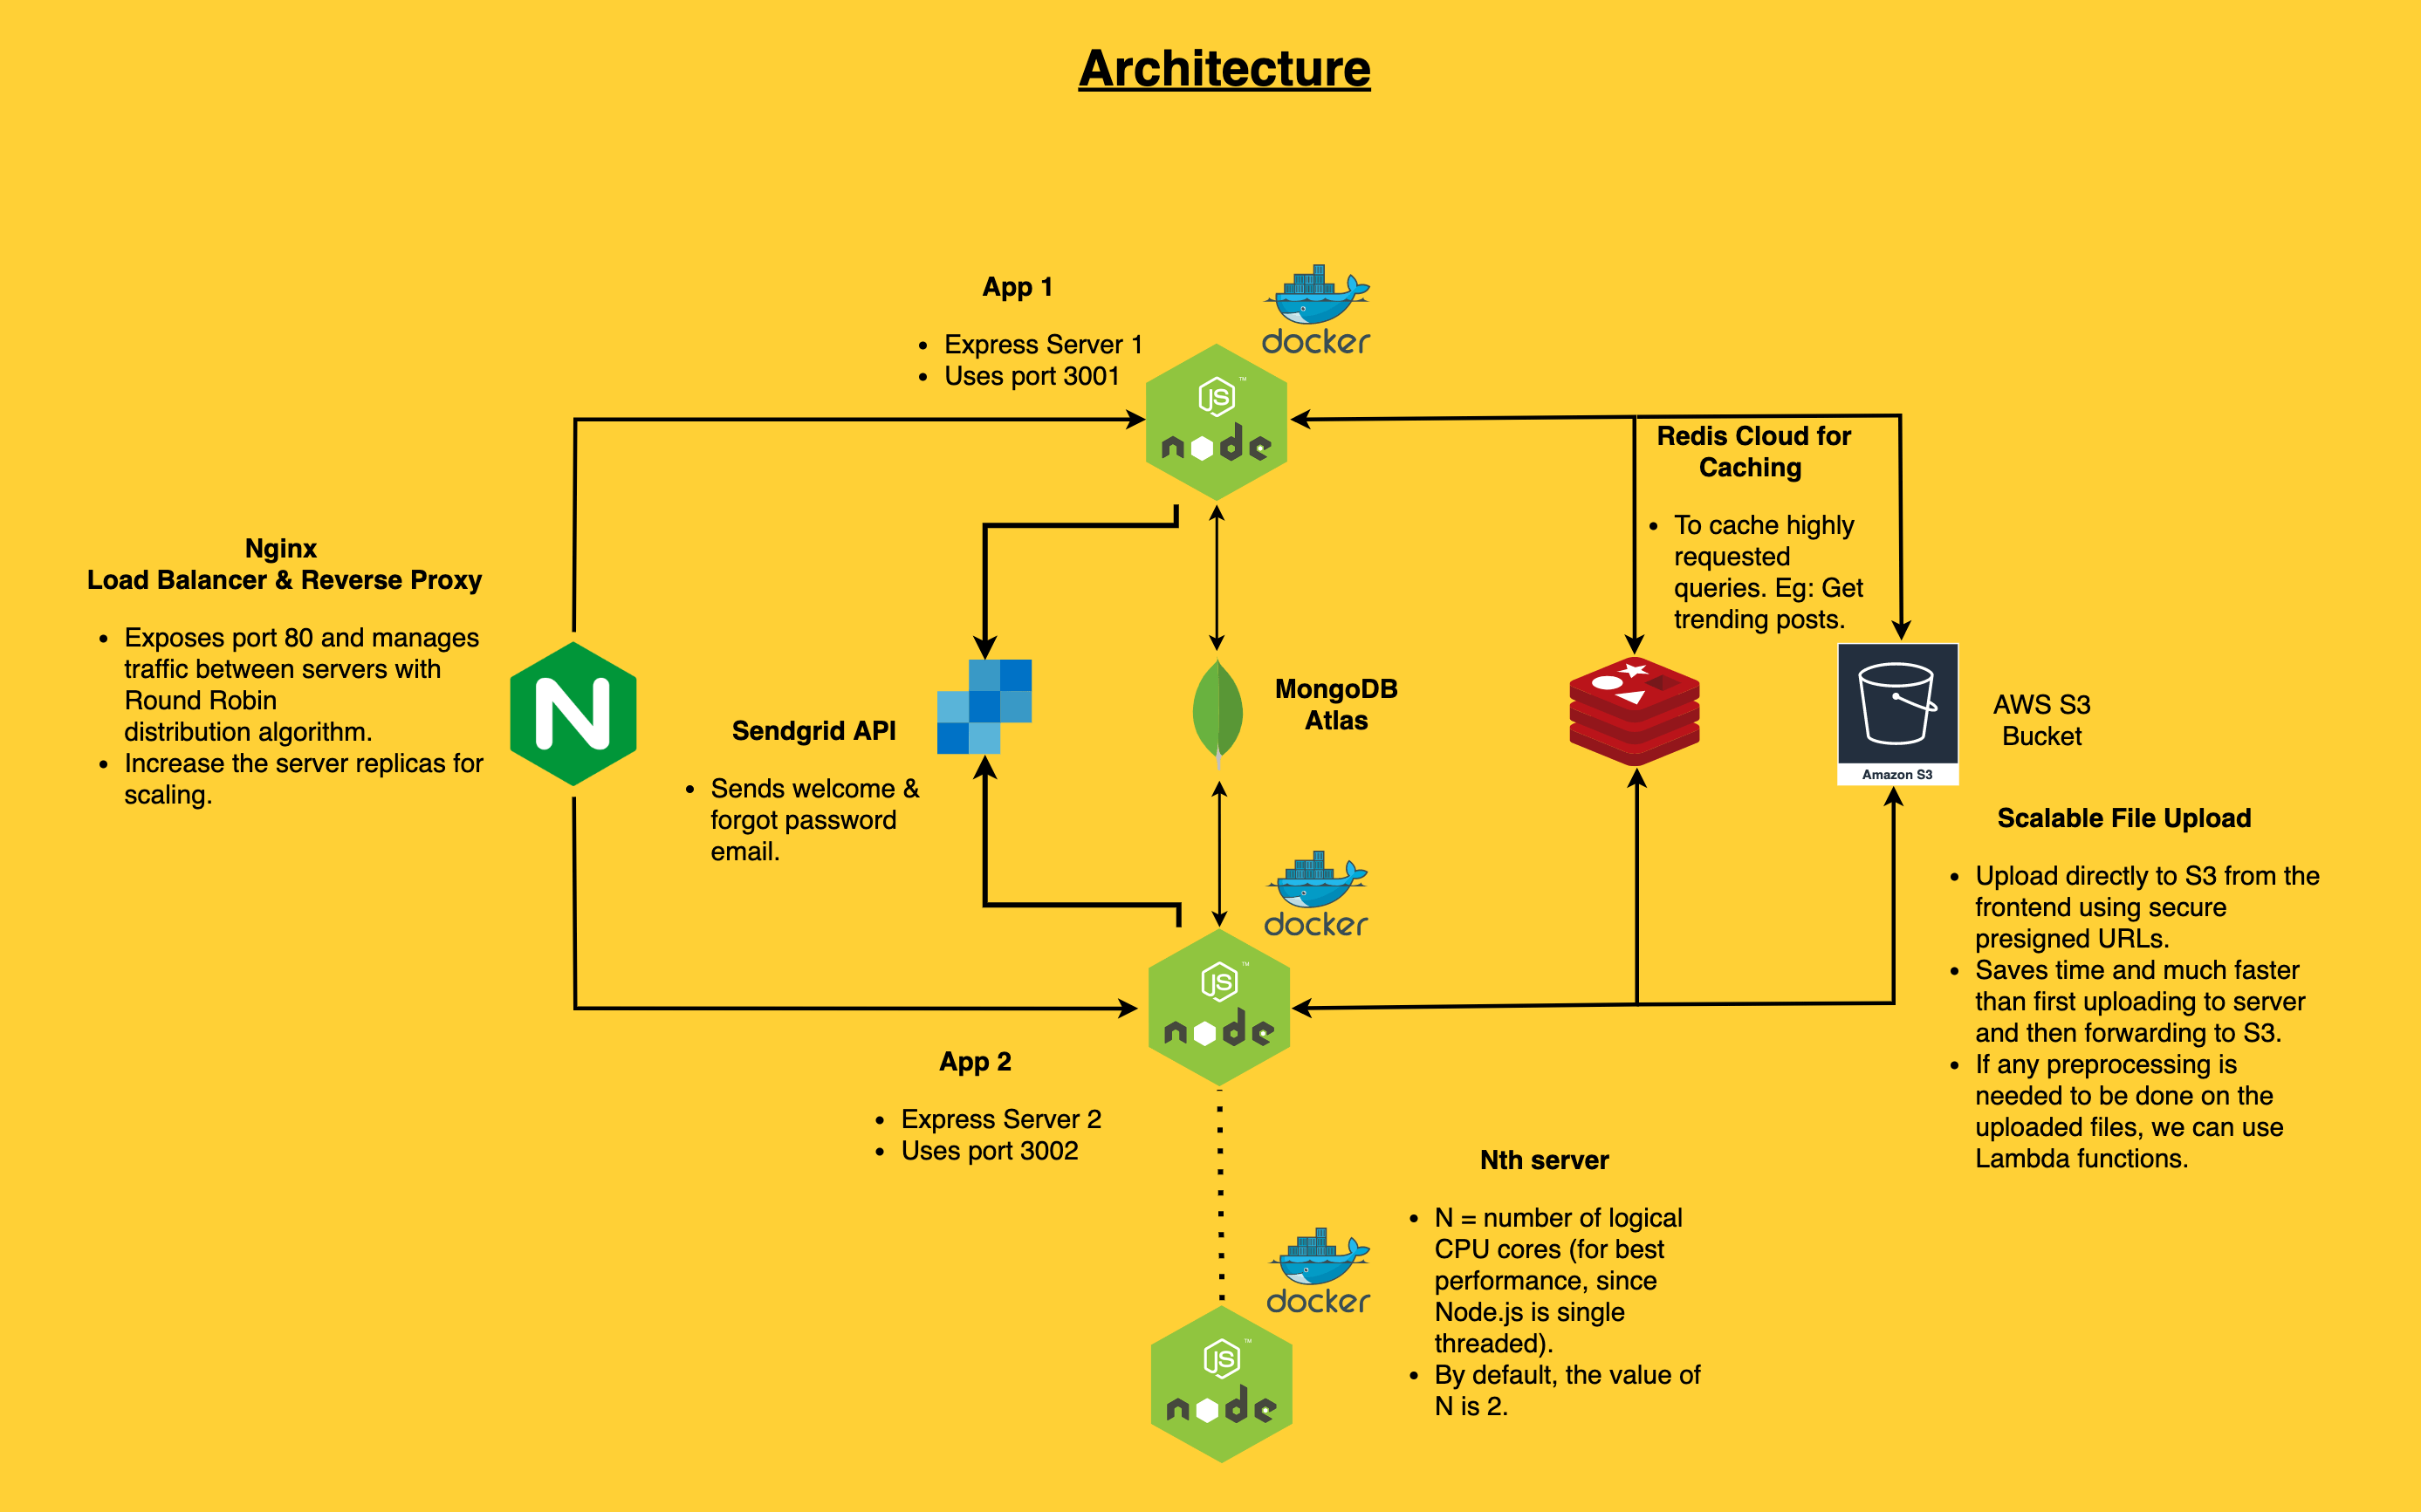 Architecture
App 1
• Express Server 1
• Uses port 3001
docker
JS
TM
node
Redis Cloud for
Caching
• To cache highly
requested
queries. Eg: Get
trending posts.
Nginx
Load Balancer & Reverse Proxy
• Exposes port 80 and manages
traffic between servers with
Round Robin
distribution algorithm.
• Increase the server replicas for
scaling.
N
Sendgrid API
• Sends welcome &
forgot password
email.
MongoDB
Atlas
Amazon S3
AWS S3
Bucket
Scalable File Upload
• Upload directly to S3 from the
frontend using secure
presigned URLs.
• Saves time and much faster
than first uploading to server
and then forwarding to S3.
• If any preprocessing is
needed to be done on the
uploaded files, we can use
Lambda functions.
docker
JS
TM
node
App 2
• Express Server 2
• Uses port 3002
Nth server
• N = number of logical
CPU cores (for best
performance, since
Node.js is single
threaded).
• By default, the value of
N is 2.
docker
JS
TM
node